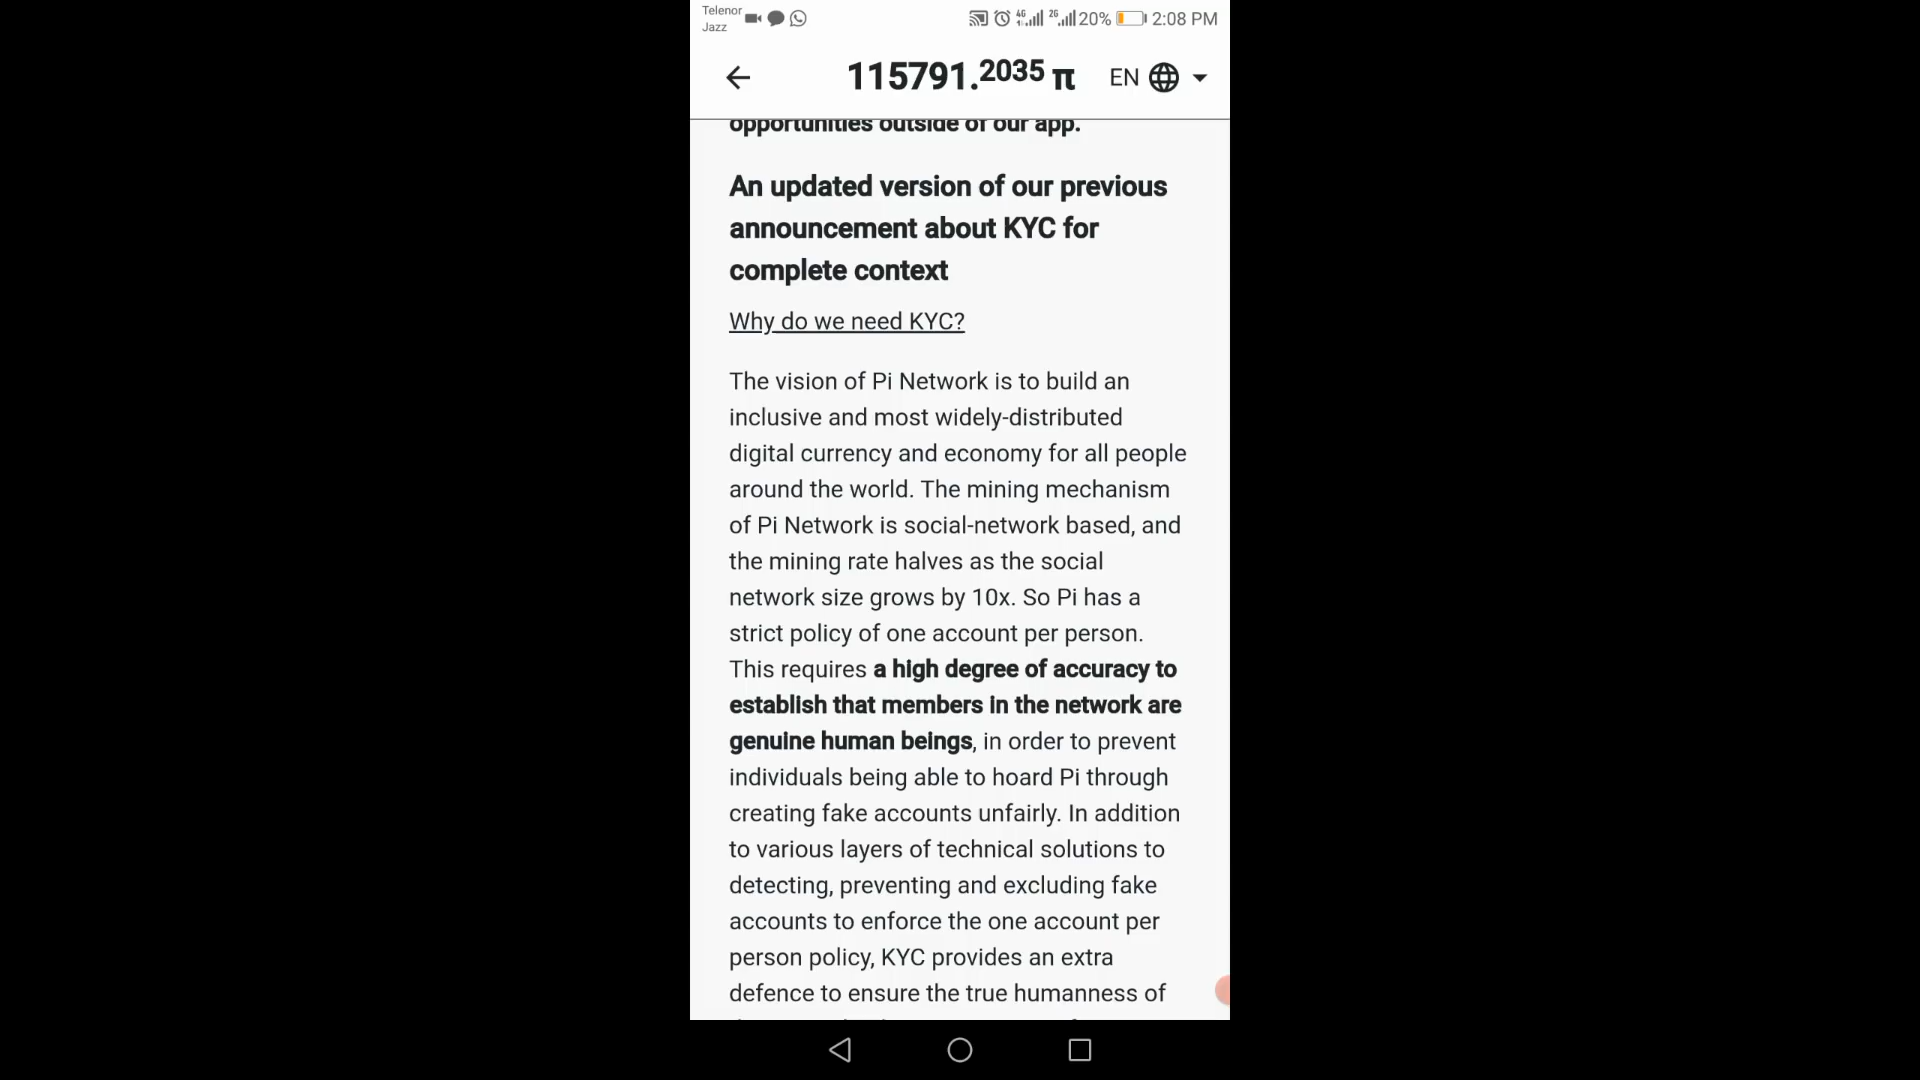 Telenor
Jazz
4G
2G
20%
2:08 PM
115791.2035 π
EN
opportunities outside of our app.
An updated version of our previous
announcement about KYC for
complete context
Why do we need KYC?
The vision of Pi Network is to build an
inclusive and most widely-distributed
digital currency and economy for all people
around the world. The mining mechanism
of Pi Network is social-network based, and
the mining rate halves as the social
network size grows by 10x. So Pi has a
strict policy of one account per person.
This requires a high degree of accuracy to
establish that members in the network are
genuine human beings, in order to prevent
individuals being able to hoard Pi through
creating fake accounts unfairly. In addition
to various layers of technical solutions to
detecting, preventing and excluding fake
accounts to enforce the one account per
person policy, KYC provides an extra
defence to ensure the true humanness of